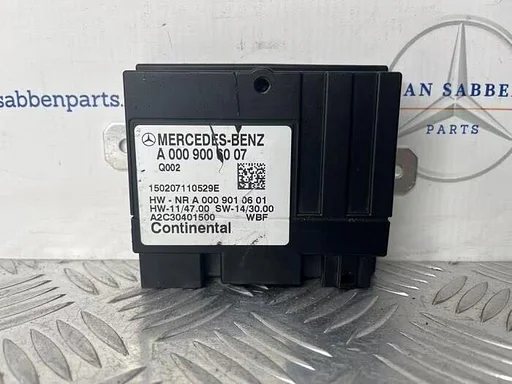 MERCEDES-BENZ
A 000 900 60 07
Q002
150207110529E
HW - NR A 000 901 06 01
HW-11/47.00 SW-14/30.00
A2C30401500 WBF
Continental
sabbenparts.
AN SABBEN
PARTS